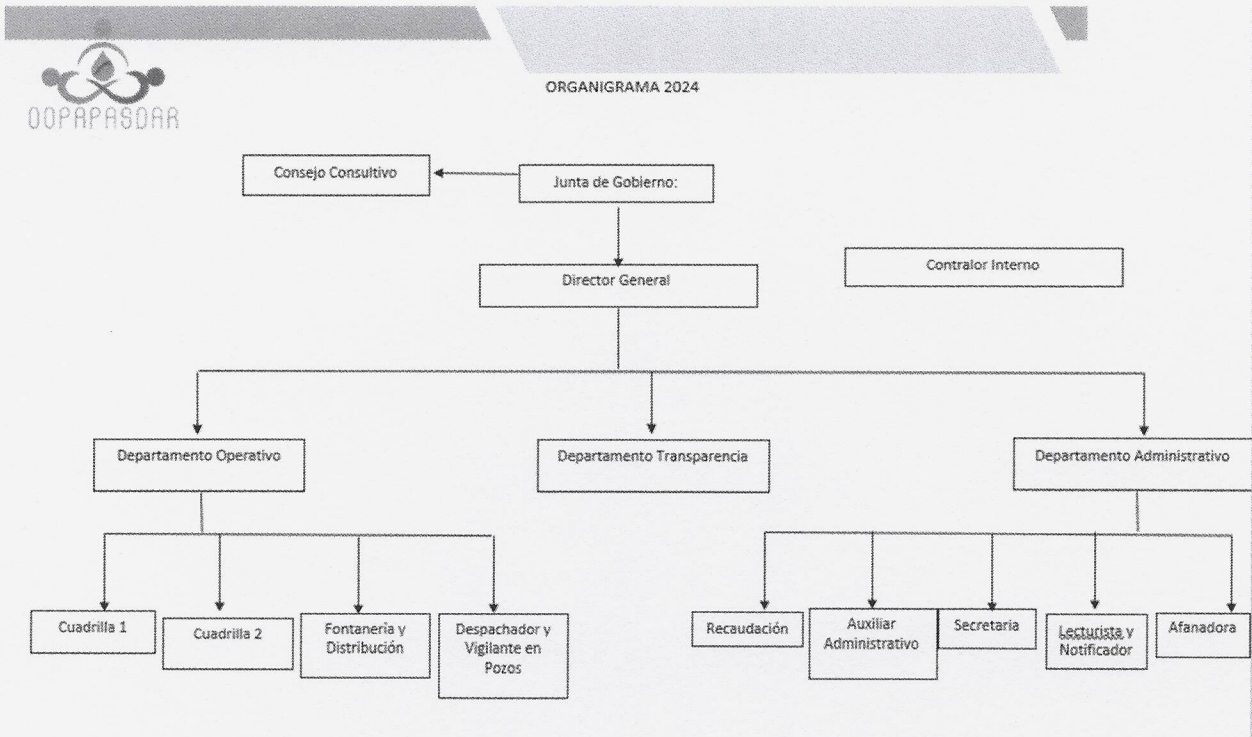 OOPAPASDAR
ORGANIGRAMA 2024
Consejo Consultivo
Junta de Gobierno:
Contralor Interno
Director General
Departamento Operativo
Departamento Transparencia
Departamento Administrativo
Cuadrilla 1
Cuadrilla 2
Fontanería y
Distribución
Despachador y
Vigilante en
Pozos
Recaudación
Auxiliar
Administrativo
Secretaria
Lecturista y
Notificador
Afanadora